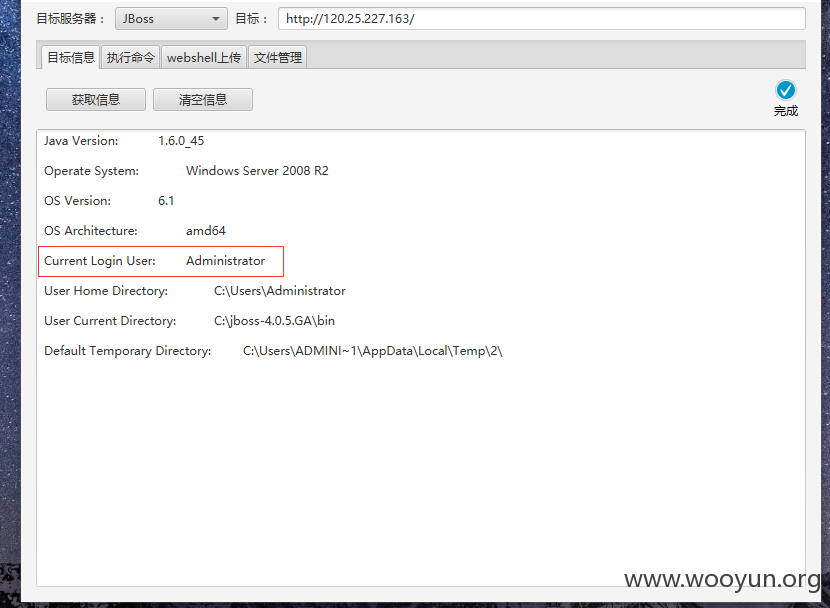 目标服务器： JBoss 目标： http://120.25.227.163/
目标信息 执行命令 webshell上传 文件管理
获取信息 清空信息
完成
Java Version: 1.6.0_45
Operate System: Windows Server 2008 R2
OS Version: 6.1
OS Architecture: amd64
Current Login User: Administrator
User Home Directory: C:\Users\Administrator
User Current Directory: C:\jboss-4.0.5.GA\bin
Default Temporary Directory: C:\Users\ADMINI~1\AppData\Local\Temp\2\
www.wooyun.org